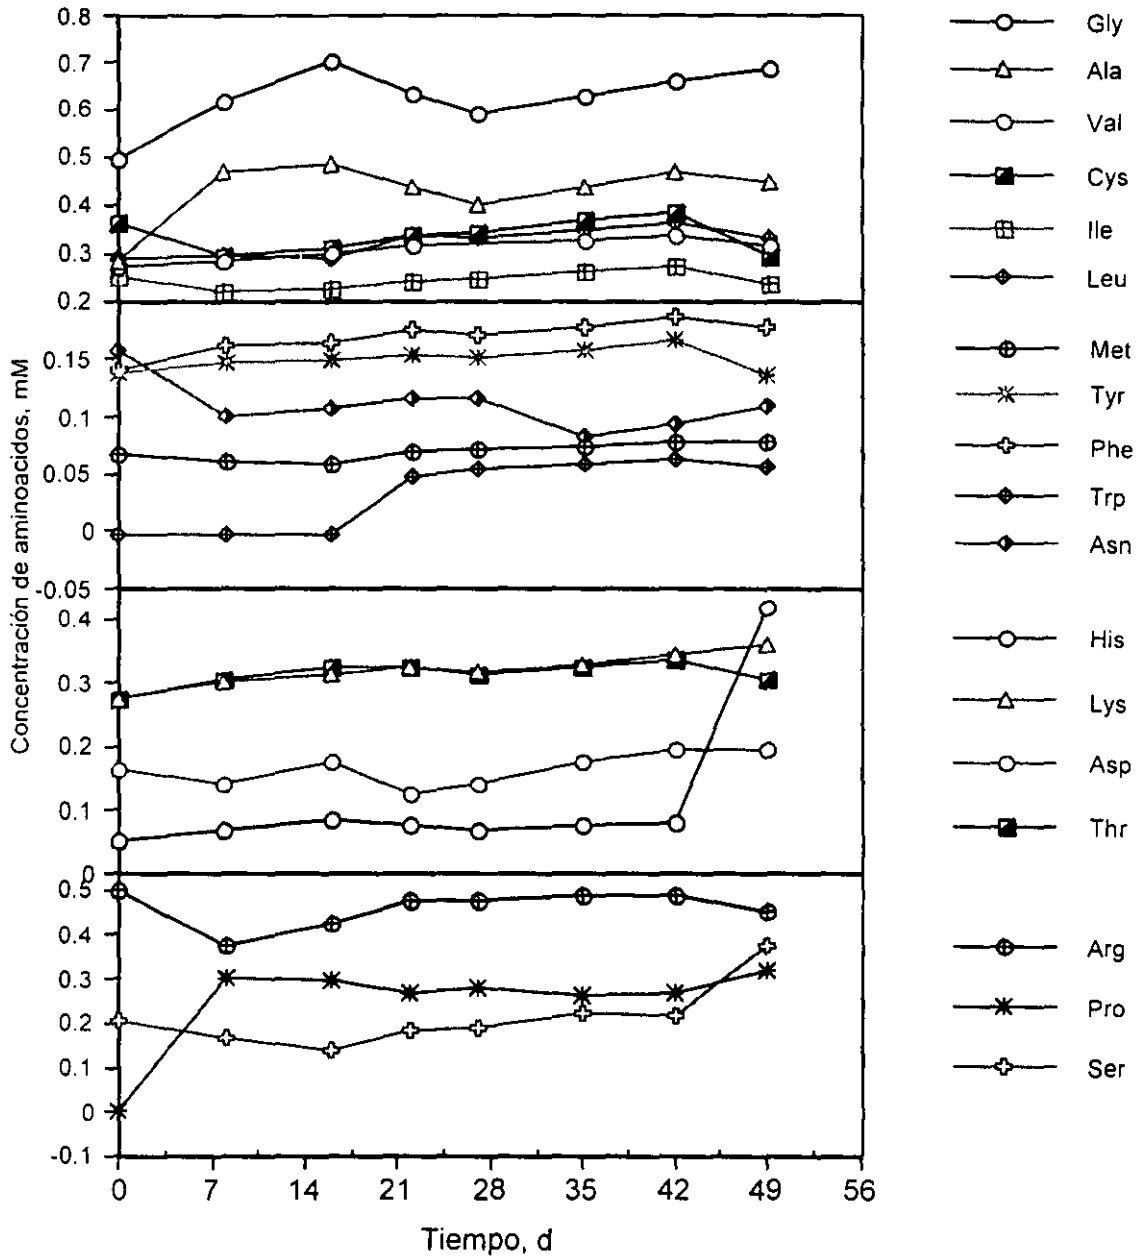 0.8
0.7
0.6
0.5
0.4
0.3
0.2
0.15
0.1
0.05
0
-0.05
0.4
0.3
0.2
0.1
0
0.5
0.4
0.3
0.2
0.1
0
-0.1
0 7 14 21 28 35 42 49 56
Tiempo, d
Concentración de aminoacidos, mM
Gly
Ala
Val
Cys
Ile
Leu
Met
Tyr
Phe
Trp
Asn
His
Lys
Asp
Thr
Arg
Pro
Ser